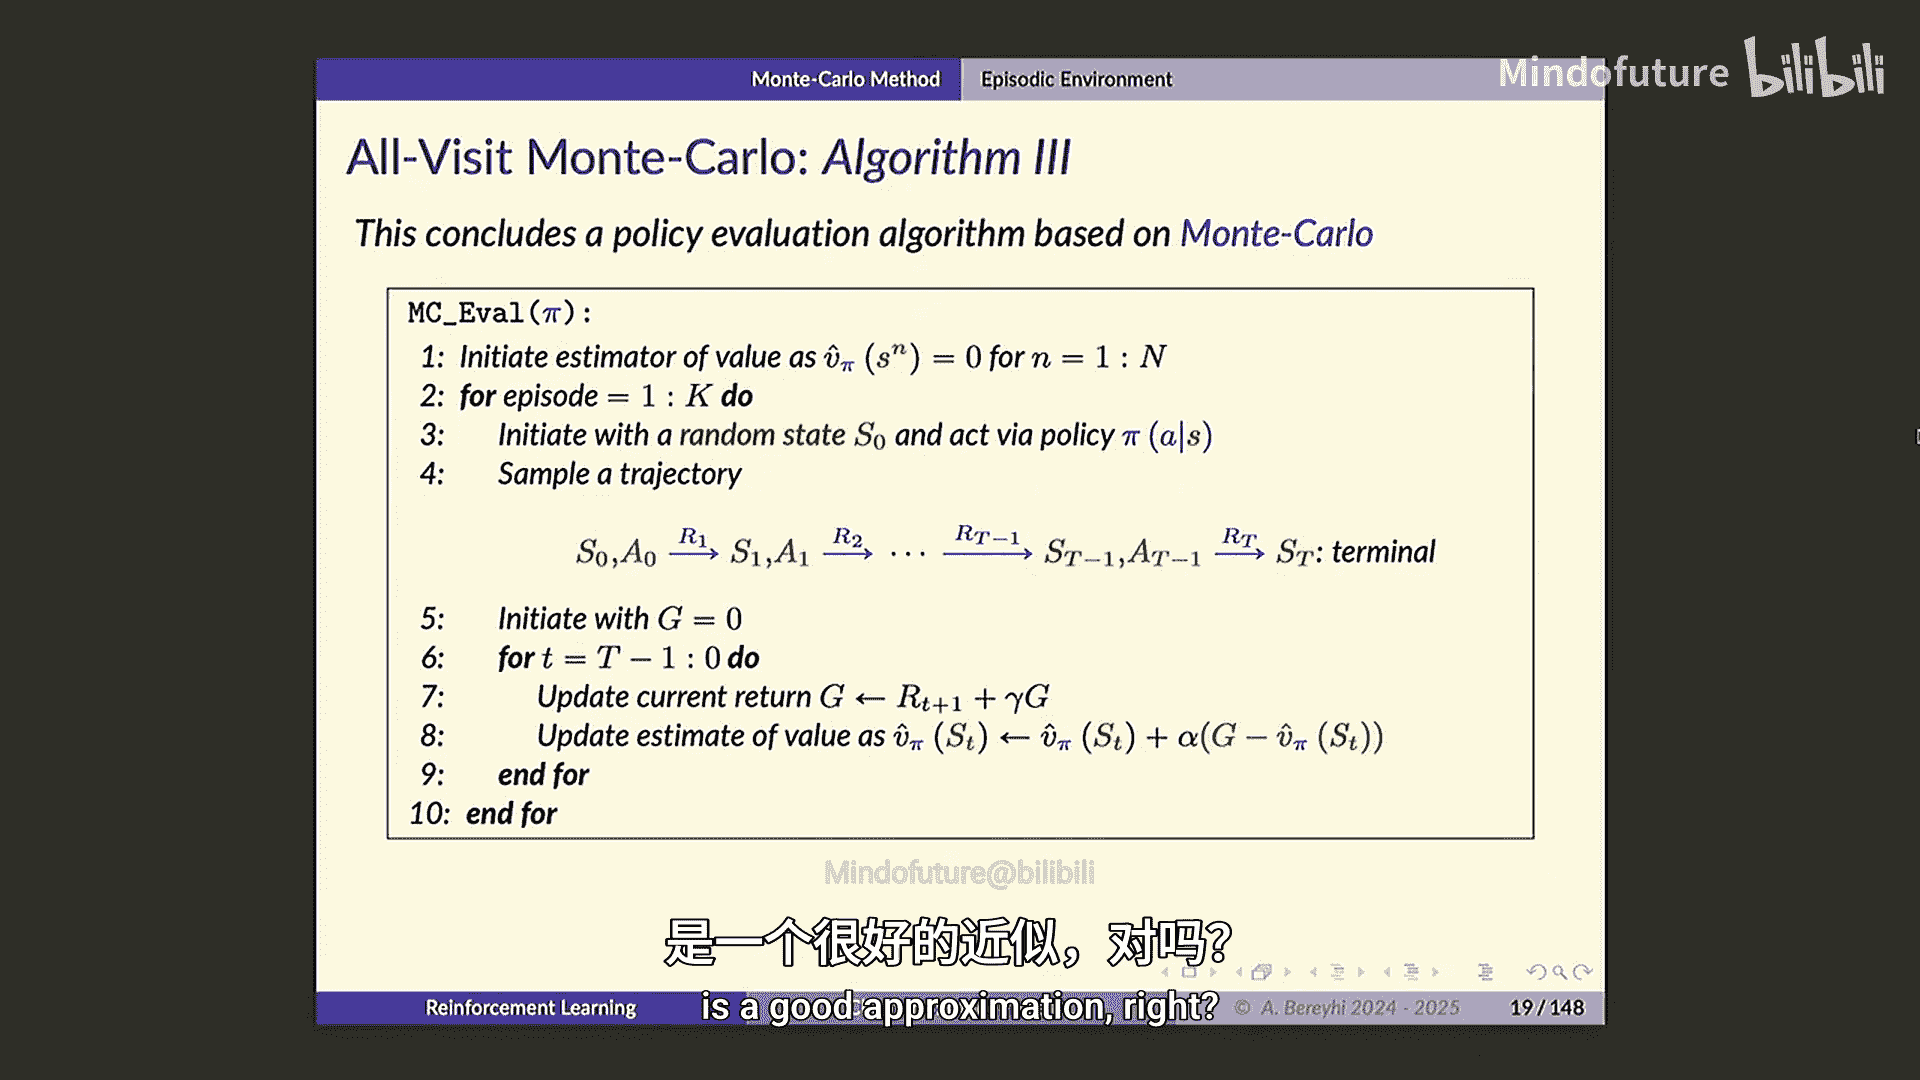 Monte-Carlo Method Episodic Environment
Mindofuture bilibili
All-Visit Monte-Carlo: Algorithm III
This concludes a policy evaluation algorithm based on Monte-Carlo
MC_Eval(π):
1: Initiate estimator of value as v̂_π (sⁿ) = 0 for n = 1 : N
2: for episode = 1 : K do
3: Initiate with a random state S₀ and act via policy π (a|s)
4: Sample a trajectory
S₀,A₀ →^{R₁} S₁,A₁ →^{R₂} ⋯ →^{R_{T−1}} S_{T−1},A_{T−1} →^{R_T} S_T: terminal
5: Initiate with G = 0
6: for t = T − 1 : 0 do
7: Update current return G ← R_{t+1} + γG
8: Update estimate of value as v̂_π (S_t) ← v̂_π (S_t) + α(G − v̂_π (S_t))
9: end for
10: end for
Mindofuture@bilibili
是一个很好的近似，对吗？
is a good approximation, right?
Reinforcement Learning
© A. Bereyhi 2024 - 2025
19 / 148